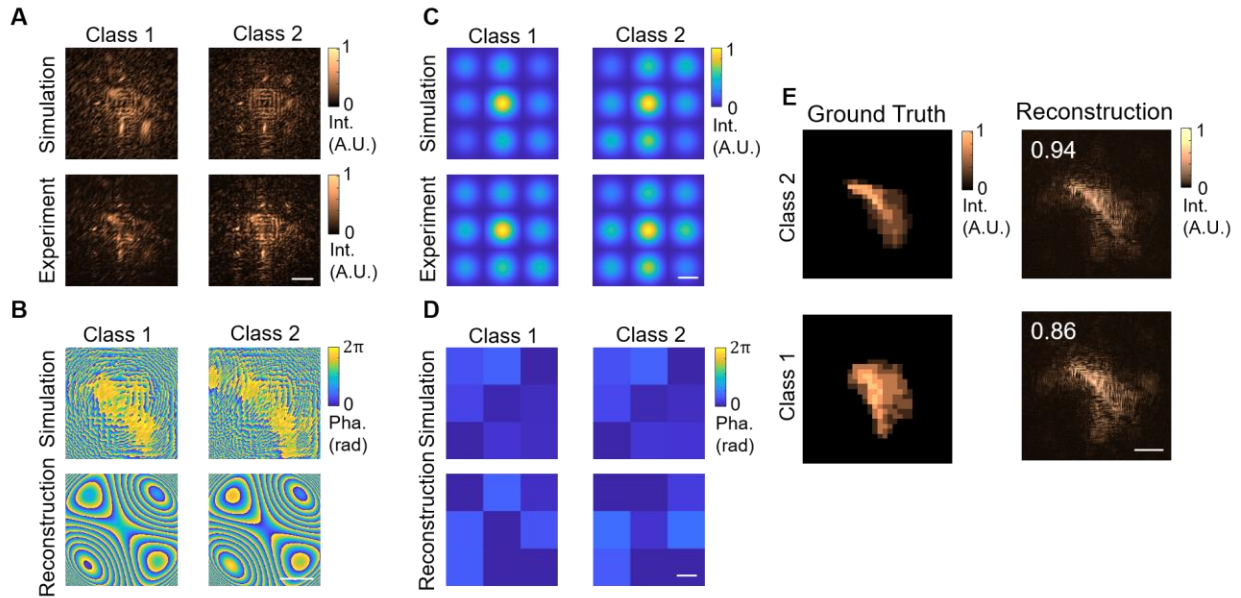 A
Class 1 Class 2
Simulation
1
0
Int.
(A.U.)
Experiment
1
0
Int.
(A.U.)
B
Class 1 Class 2
Simulation
2π
0
Pha.
(rad)
Reconstruction
C
Class 1 Class 2
Simulation
1
0
Int.
(A.U.)
Experiment
D
Class 1 Class 2
Simulation
2π
0
Pha.
(rad)
Reconstruction
E
Ground Truth Reconstruction
Class 2
1
0
Int.
(A.U.)
0.94
1
0
Int.
(A.U.)
Class 1
0.86